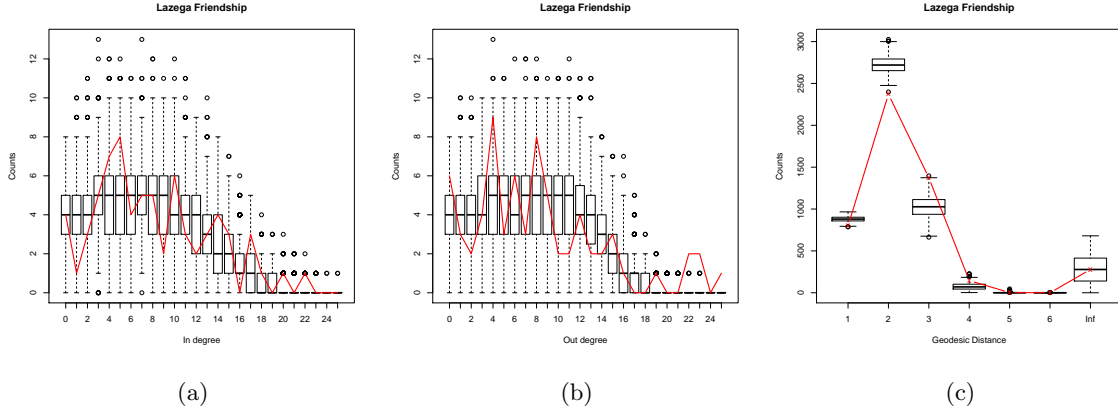 Lazega Friendship
Counts
0 2 4 6 8 10 12
0 2 4 6 8 10 12 14 16 18 20 22 24
In degree
(a)
Lazega Friendship
Counts
0 2 4 6 8 10 12
0 2 4 6 8 10 12 14 16 18 20 22 24
Out degree
(b)
Lazega Friendship
Counts
0 500 1000 1500 2000 2500 3000
1 2 3 4 5 6 Inf
Geodesic Distance
(c)